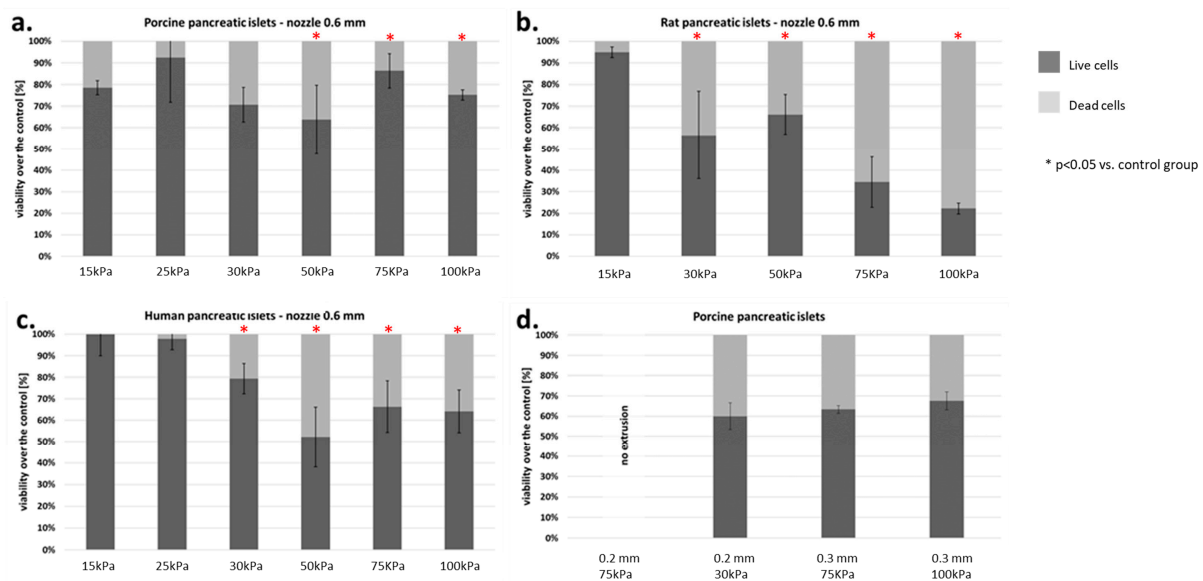 a.
Porcine pancreatic islets - nozzle 0.6 mm
viability over the control [%]
100%
90%
80%
70%
60%
50%
40%
30%
20%
10%
0%
* * *
15kPa 25kPa 30kPa 50kPa 75KPa 100kPa
b.
Rat pancreatic islets - nozzle 0.6 mm
viability over the control [%]
100%
90%
80%
70%
60%
50%
40%
30%
20%
10%
0%
* * * *
15kPa 30kPa 50kPa 75KPa 100kPa
Live cells
Dead cells
* p<0.05 vs. control group
c.
Human pancreatic islets - nozzle 0.6 mm
viability over the control [%]
100%
90%
80%
70%
60%
50%
40%
30%
20%
10%
0%
* * * *
15kPa 25kPa 30kPa 50kPa 75KPa 100kPa
d.
Porcine pancreatic islets
viability over the control [%]
100%
90%
80%
70%
60%
50%
40%
30%
20%
10%
0%
no extrusion
0.2 mm 0.2 mm 0.3 mm 0.3 mm
75kPa 30kPa 75KPa 100kPa